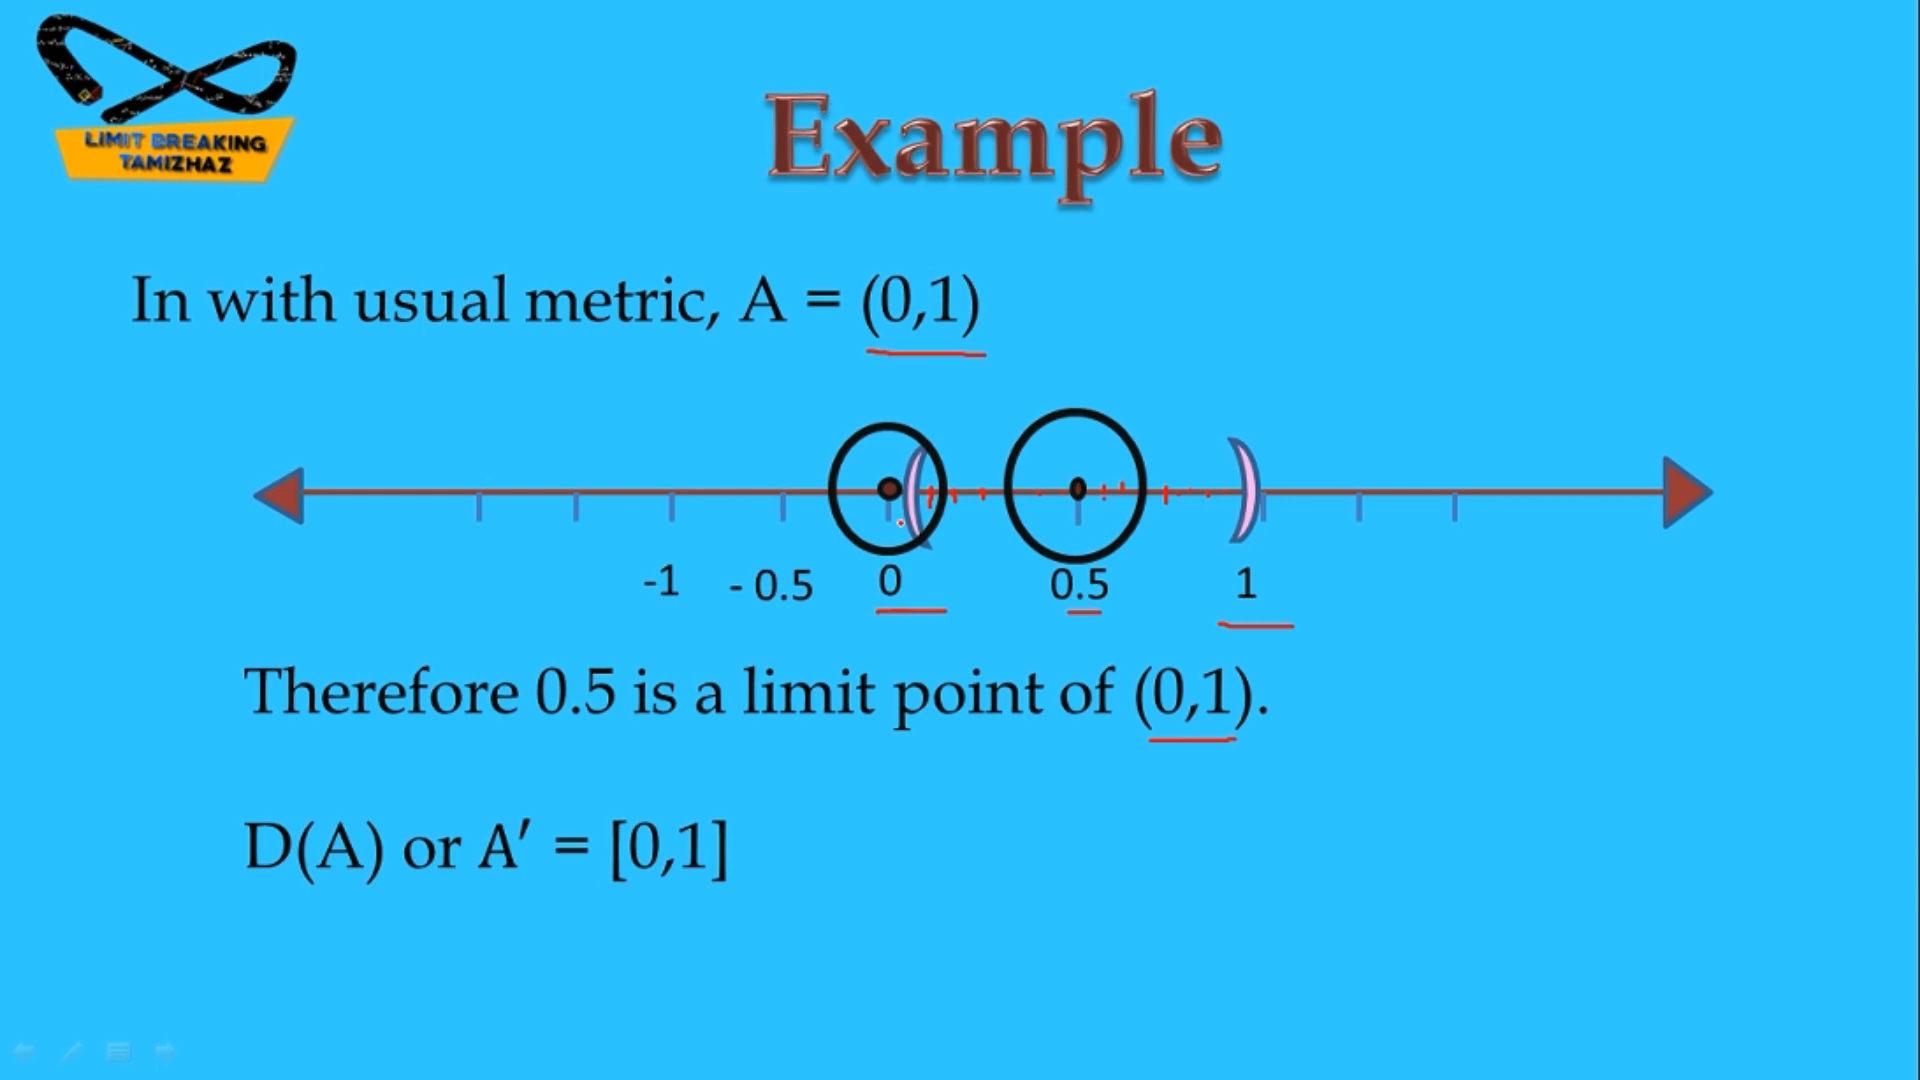 LIMIT BREAKING
TAMIZHAZ
Example
In with usual metric, A = (0,1)
-1 - 0.5 0 0.5 1
Therefore 0.5 is a limit point of (0,1).
D(A) or A′ = [0,1]